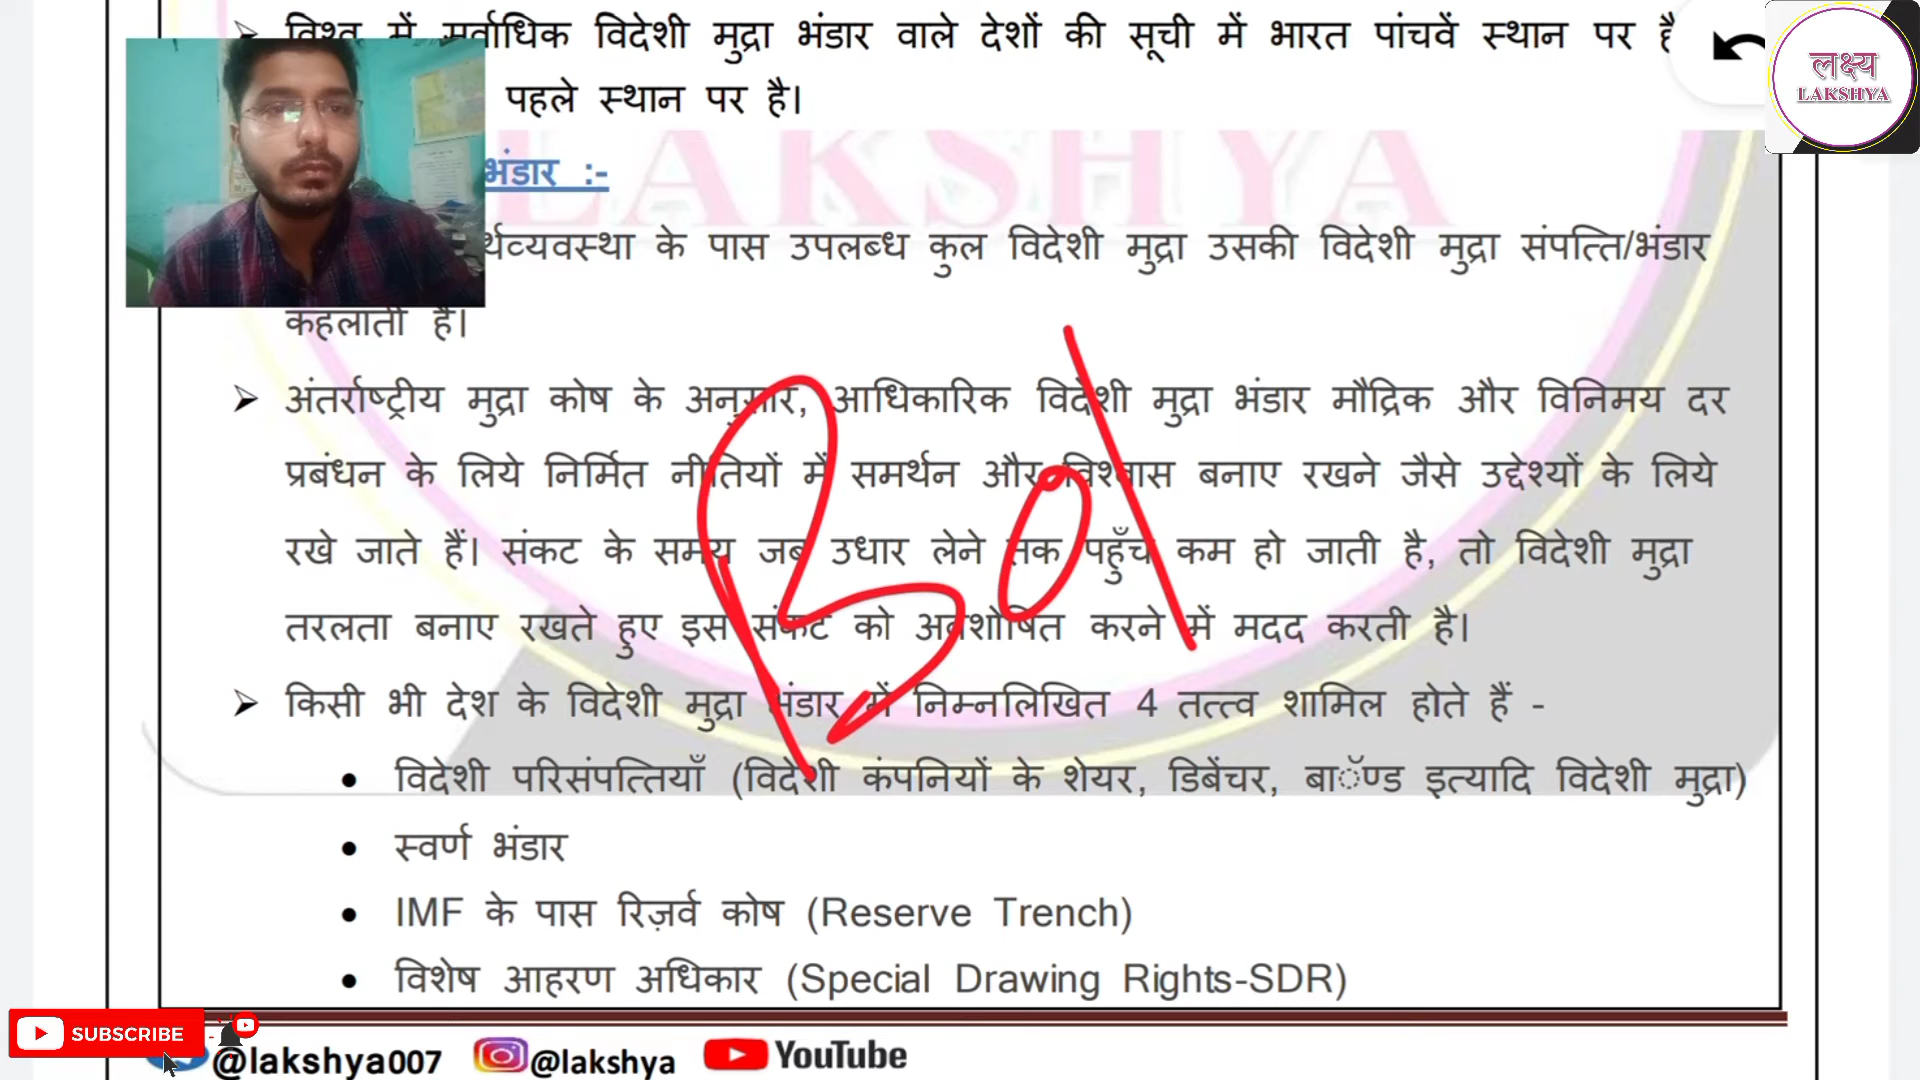 विश्व में सर्वाधिक विदेशी मुद्रा भंडार वाले देशों की सूची में भारत पांचवें स्थान पर है
पहले स्थान पर है।
लक्ष्य
LAKSHYA
LAKSHYA
भंडार :-
र्थव्यवस्था के पास उपलब्ध कुल विदेशी मुद्रा उसकी विदेशी मुद्रा संपत्ति/भंडार
कहलाती है।
➢ अंतर्राष्ट्रीय मुद्रा कोष के अनुसार, आधिकारिक विदेशी मुद्रा भंडार मौद्रिक और विनिमय दर
प्रबंधन के लिये निर्मित नीतियों में समर्थन और विश्वास बनाए रखने जैसे उद्देश्यों के लिये
रखे जाते हैं। संकट के समय जब उधार लेने तक पहुँच कम हो जाती है, तो विदेशी मुद्रा
तरलता बनाए रखते हुए इस संकट को अवशोषित करने में मदद करती है।
➢ किसी भी देश के विदेशी मुद्रा भंडार में निम्नलिखित 4 तत्त्व शामिल होते हैं -
• विदेशी परिसंपत्तियाँ (विदेशी कंपनियों के शेयर, डिबेंचर, बाॅण्ड इत्यादि विदेशी मुद्रा)
• स्वर्ण भंडार
• IMF के पास रिज़र्व कोष (Reserve Trench)
• विशेष आहरण अधिकार (Special Drawing Rights-SDR)
SUBSCRIBE
@lakshya007 @lakshya YouTube